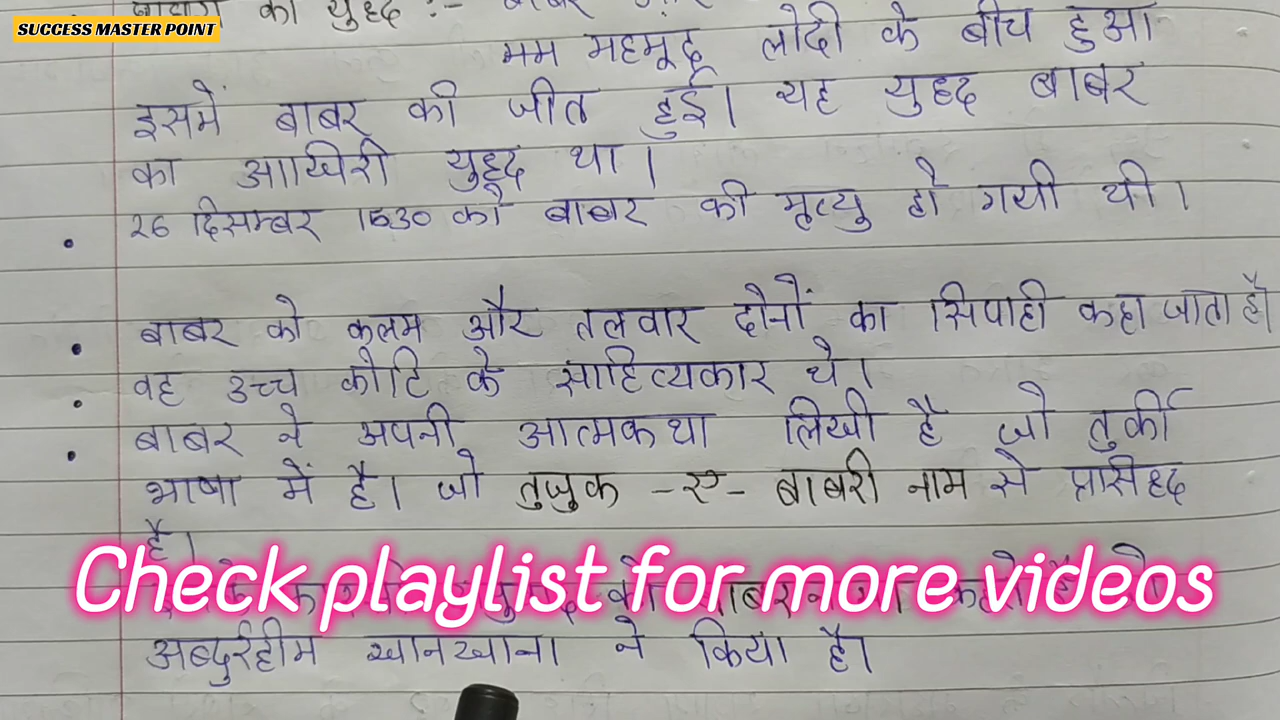 का युद्ध :- बाबर और
SUCCESS MASTER POINT
मम महमूद लोदी के बीच हुआ
इसमें बाबर की जीत हुई। यह युद्ध बाबर
का आखिरी युद्ध था।
26 दिसम्बर 1530 को बाबर की मृत्यु हो गयी थी।
बाबर को कलम और तलवार दोनों का सिपाही कहा जाता है।
वह उच्च कोटि के साहित्यकार थे।
बाबर ने अपनी आत्मकथा लिखी है जो तुर्की
भाषा में है। जो तुजुक -ए- बाबरी नाम से प्रसिद्ध
है।
Check playlist for more videos
अब्दुर्रहीम खानखाना ने किया है।